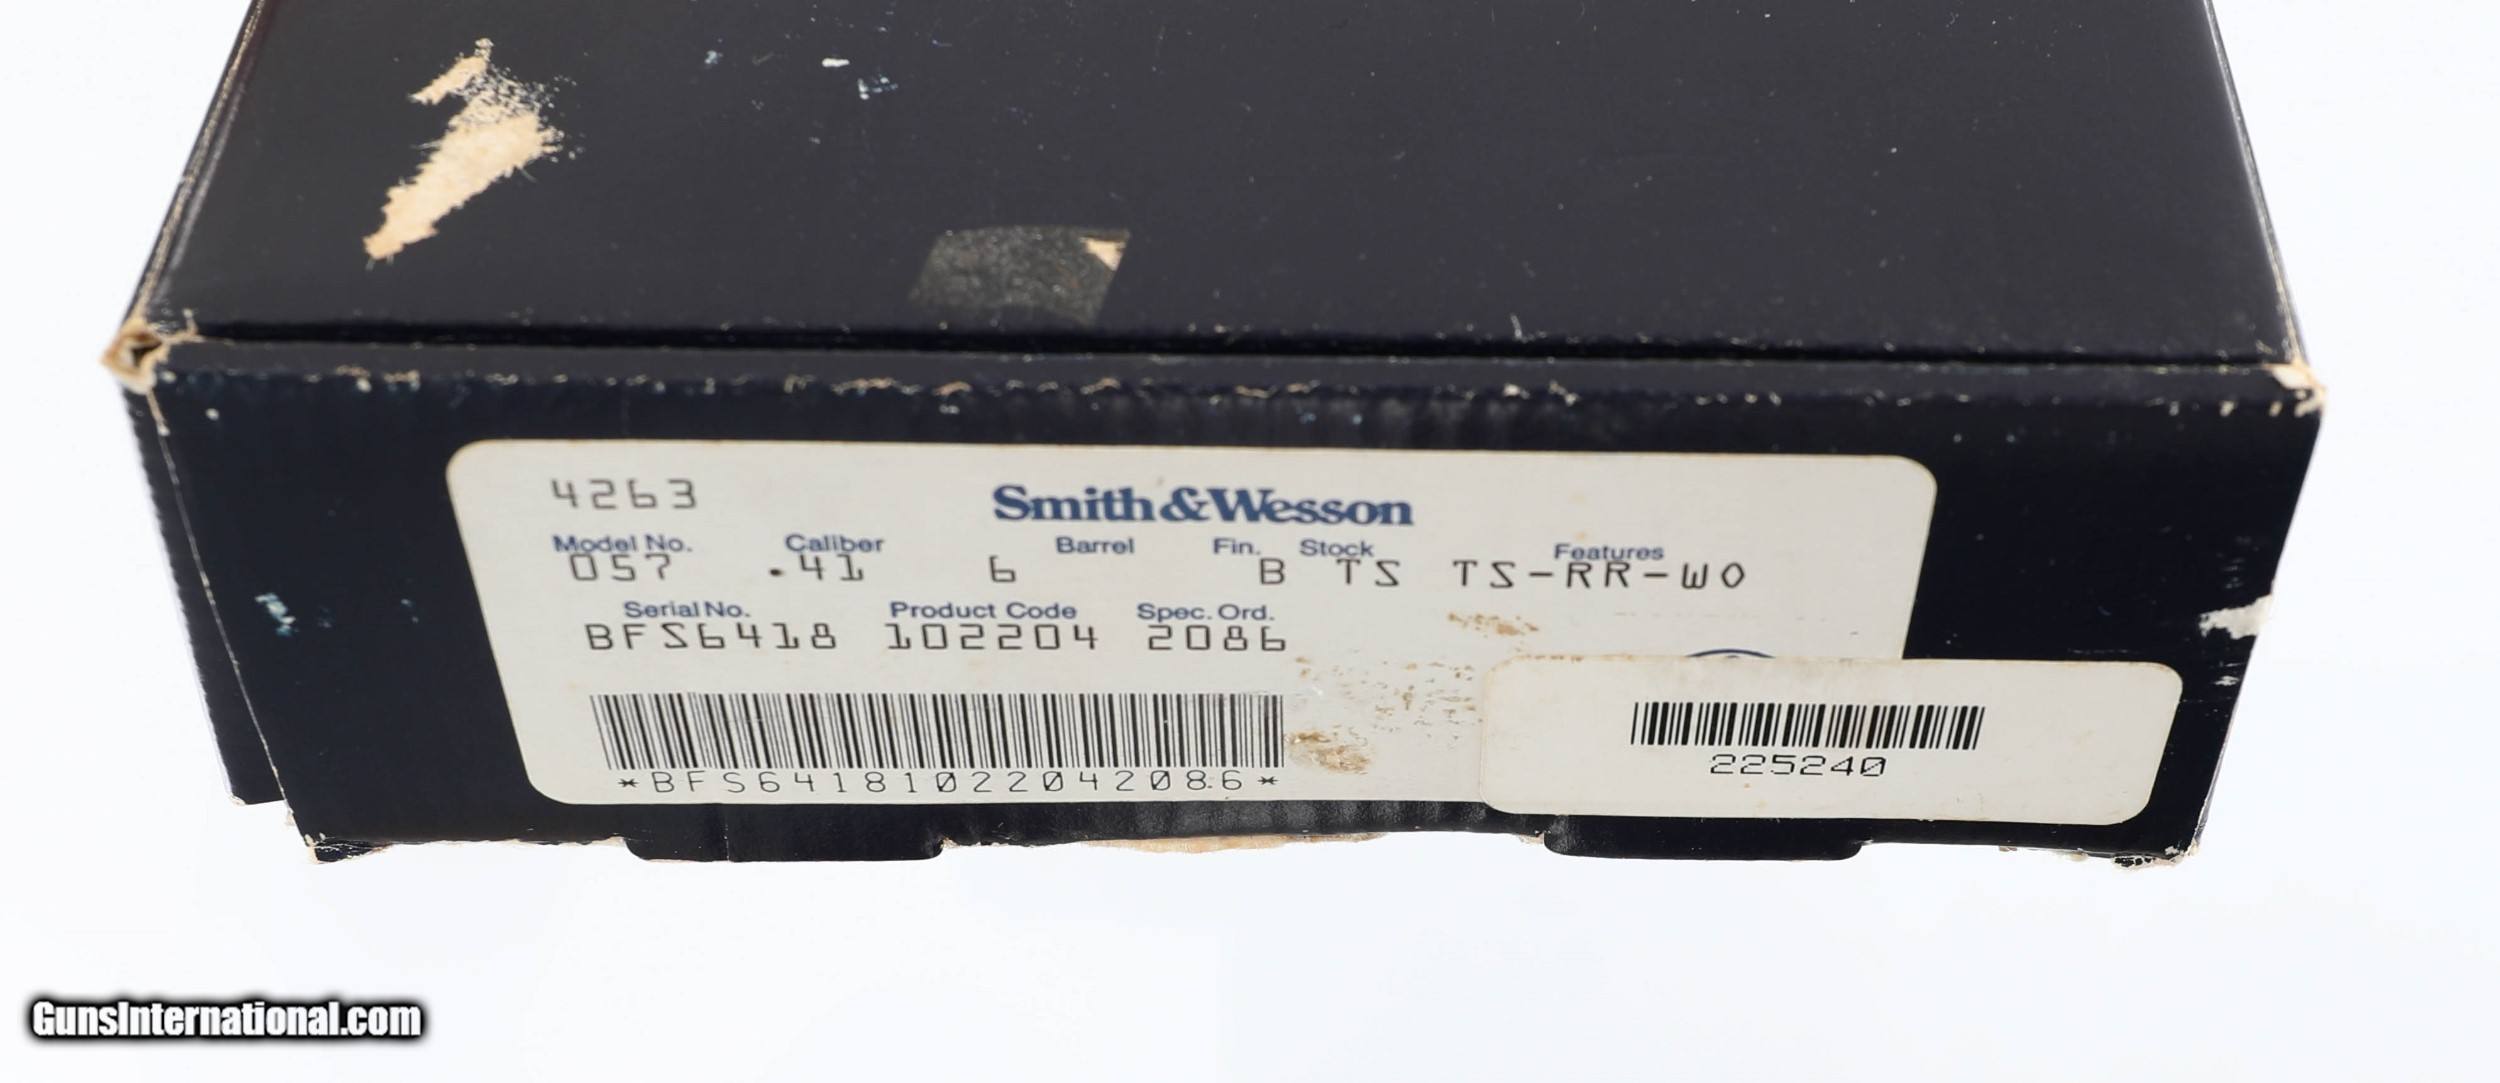 4263
Smith & Wesson
Model No. Caliber Barrel Fin. Stock Features
057 .41 6 B TS TS-RR-WO
Serial No. Product Code Spec. Ord.
BFS6418 102204 2086
*BFS64181022042086*
225240
GunsInternational.com